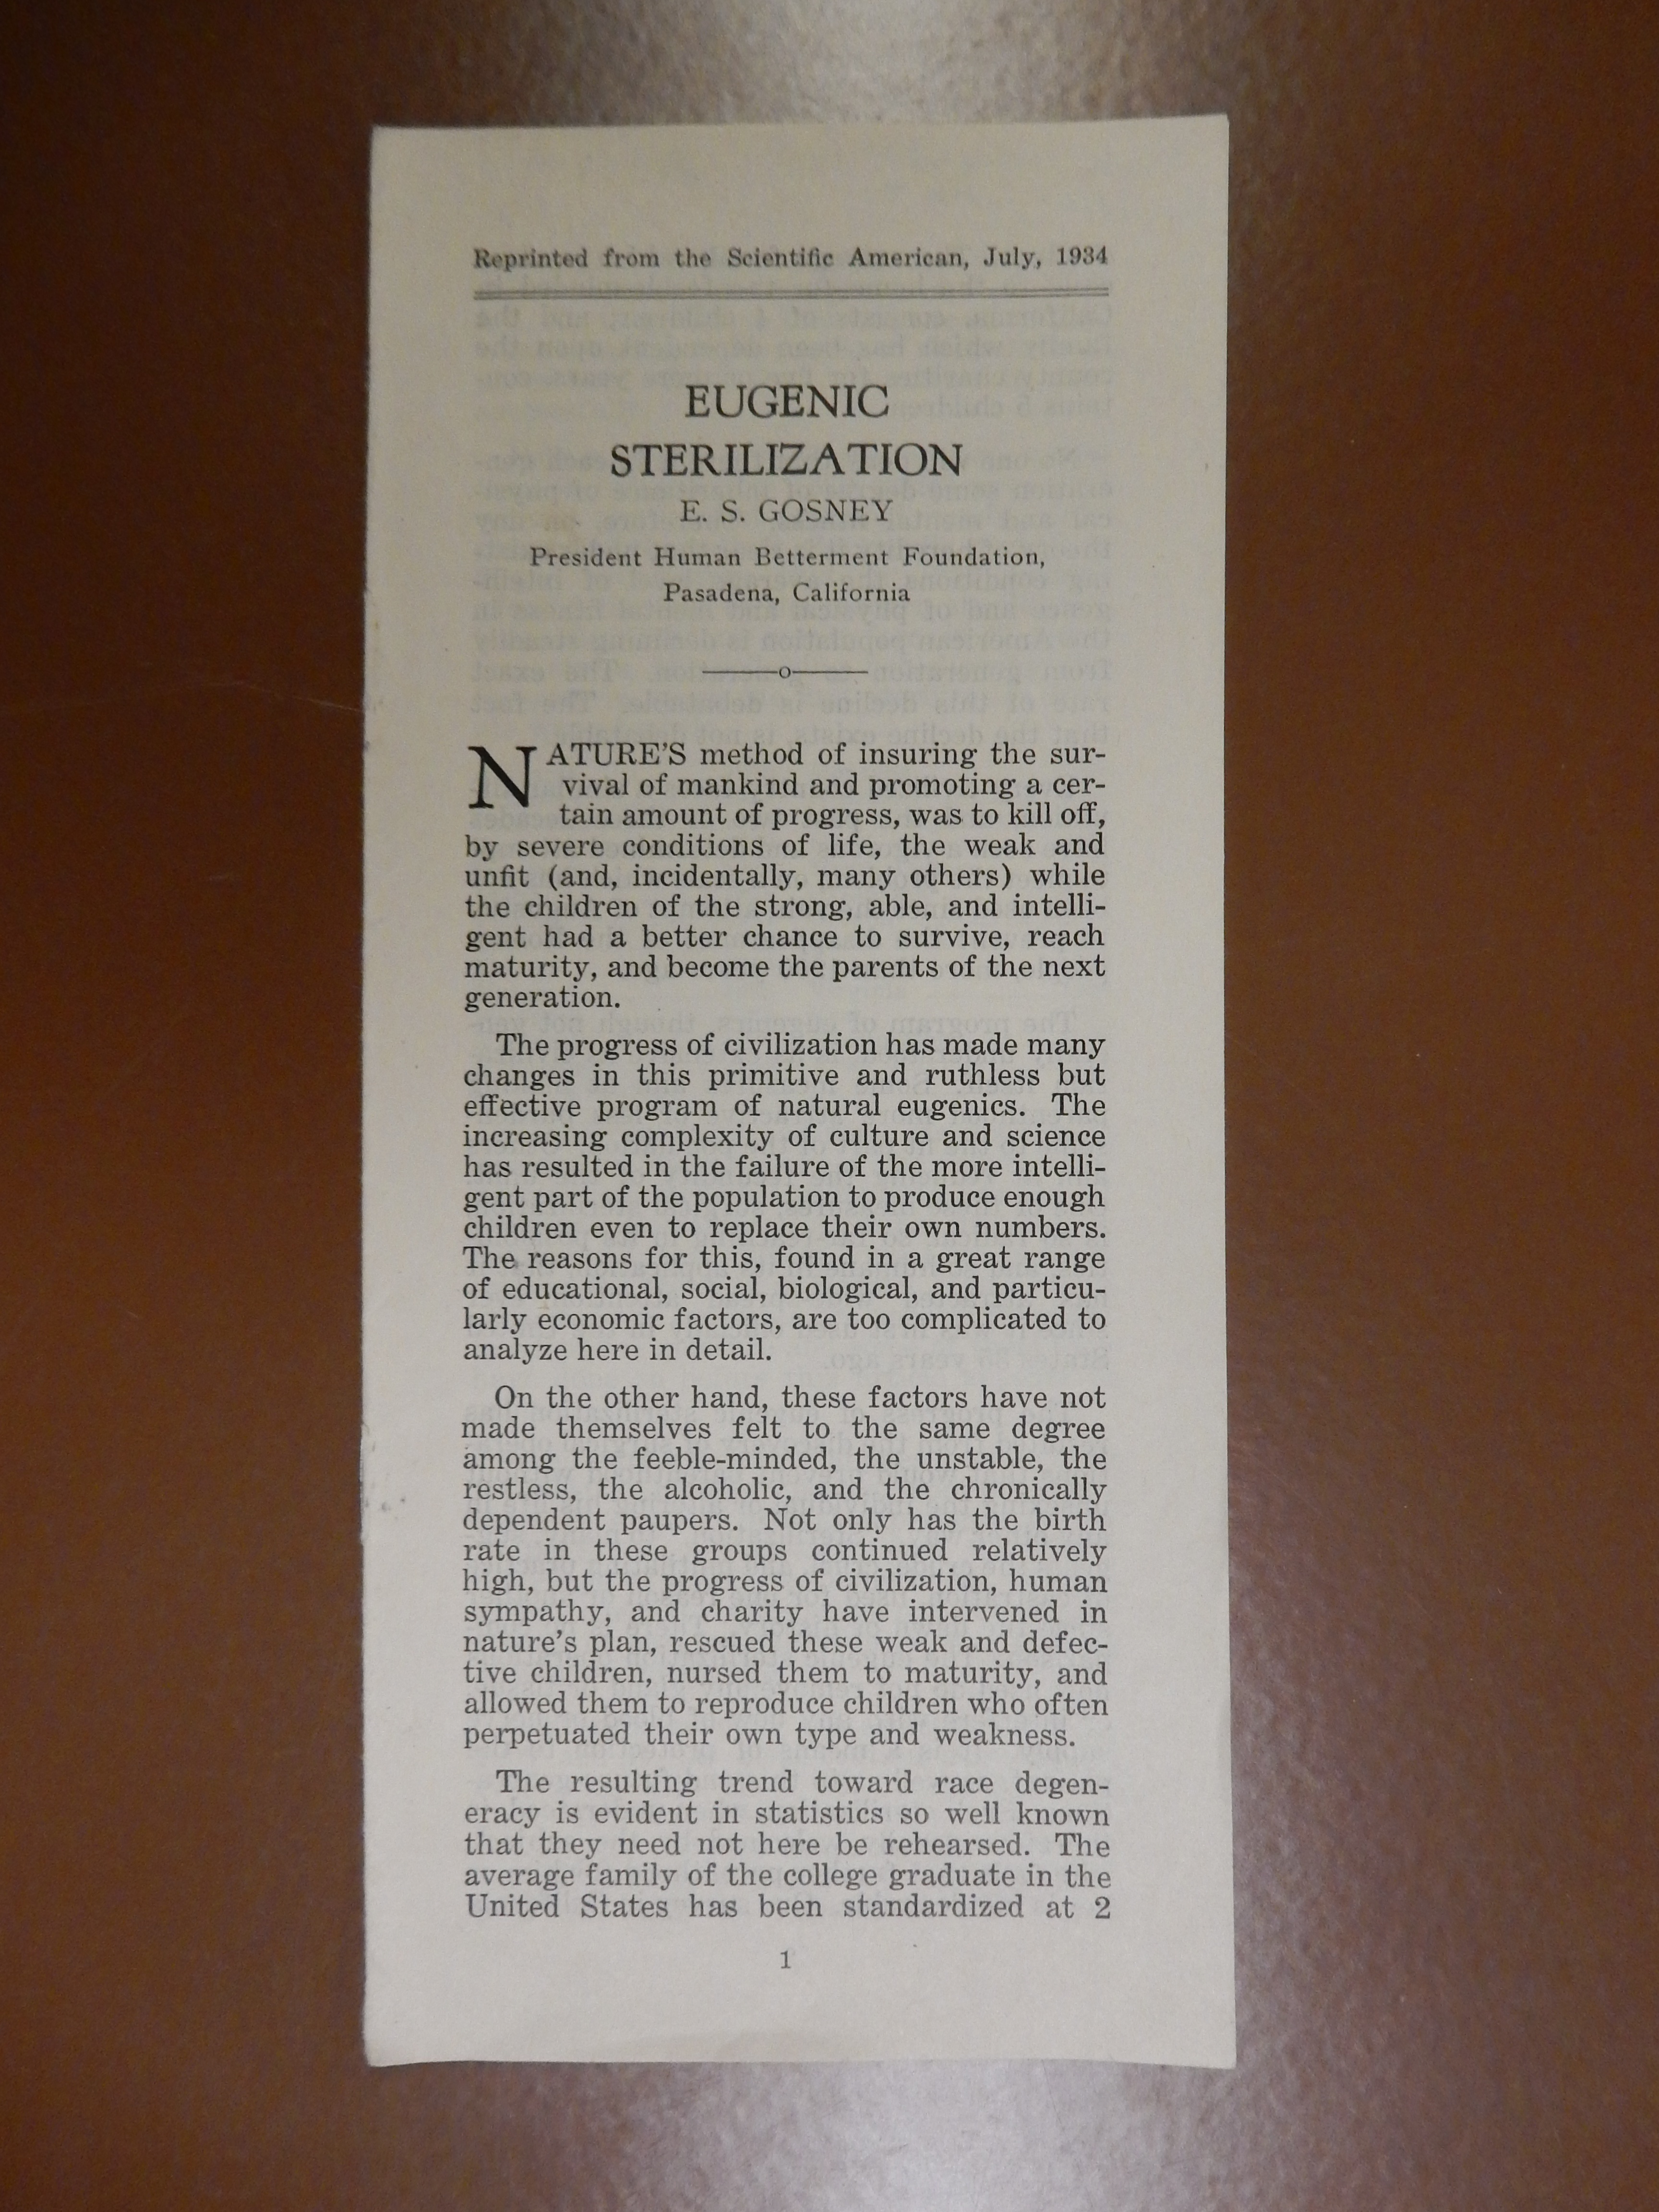 Reprinted from the Scientific American, July, 1934
EUGENIC
STERILIZATION
E. S. GOSNEY
President Human Betterment Foundation,
Pasadena, California
NATURE'S method of insuring the sur-
vival of mankind and promoting a cer-
tain amount of progress, was to kill off,
by severe conditions of life, the weak and
unfit (and, incidentally, many others) while
the children of the strong, able, and intelli-
gent had a better chance to survive, reach
maturity, and become the parents of the next
generation.
The progress of civilization has made many
changes in this primitive and ruthless but
effective program of natural eugenics. The
increasing complexity of culture and science
has resulted in the failure of the more intelli-
gent part of the population to produce enough
children even to replace their own numbers.
The reasons for this, found in a great range
of educational, social, biological, and particu-
larly economic factors, are too complicated to
analyze here in detail.
On the other hand, these factors have not
made themselves felt to the same degree
among the feeble-minded, the unstable, the
restless, the alcoholic, and the chronically
dependent paupers. Not only has the birth
rate in these groups continued relatively
high, but the progress of civilization, human
sympathy, and charity have intervened in
nature's plan, rescued these weak and defec-
tive children, nursed them to maturity, and
allowed them to reproduce children who often
perpetuated their own type and weakness.
The resulting trend toward race degen-
eracy is evident in statistics so well known
that they need not here be rehearsed. The
average family of the college graduate in the
United States has been standardized at 2
1